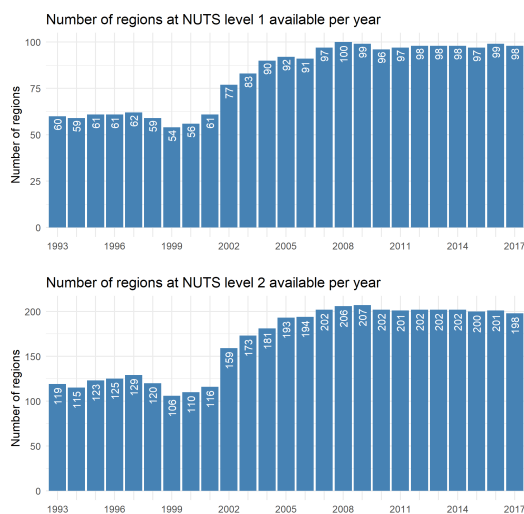 Number of regions at NUTS level 1 available per year
Number of regions
100
75
50
25
0
60 59 61 61 62 59 54 56 61 77 83 90 92 91 97 100 99 96 97 98 98 98 97 99 98
1993 1996 1999 2002 2005 2008 2011 2014 2017
Number of regions at NUTS level 2 available per year
Number of regions
200
150
100
50
0
119 115 123 125 129 120 106 110 116 159 173 181 193 194 202 206 207 202 201 202 202 202 200 201 198
1993 1996 1999 2002 2005 2008 2011 2014 2017